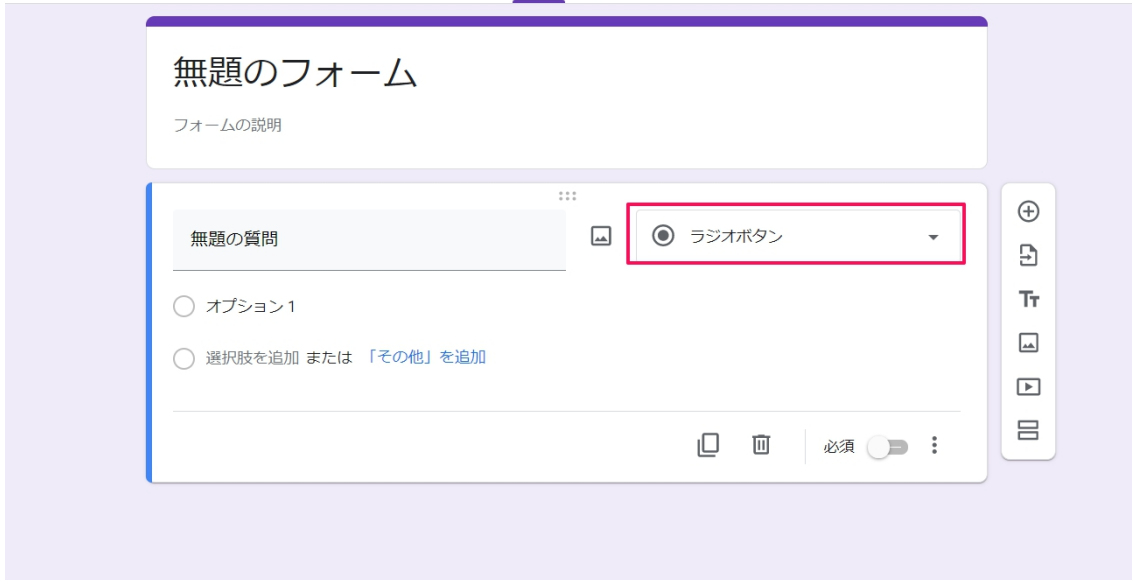 無題のフォーム
フォームの説明
無題の質問
ラジオボタン
オプション 1
選択肢を追加 または 「その他」を追加
必須
Tт